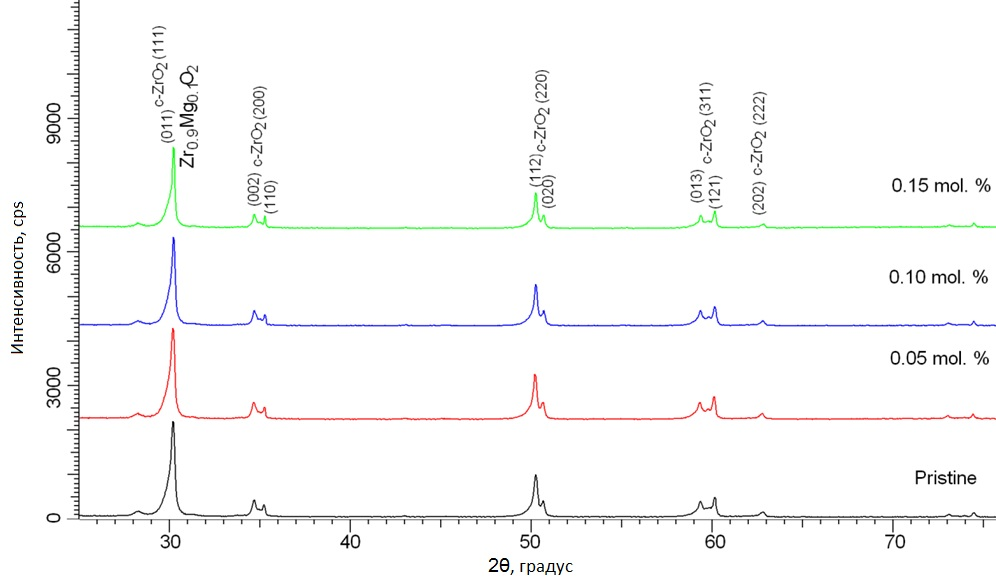 c-ZrO2 (111)
(011)
Zr0.9Mg0.1O2
(002)
c-ZrO2 (200)
(110)
(112)
c-ZrO2 (220)
(020)
(013)
c-ZrO2 (311)
(121)
(202)
c-ZrO2 (222)
0.15 mol. %
0.10 mol. %
0.05 mol. %
Pristine
Интенсивность, cps
9000
6000
3000
0
30 40 50 60 70
2θ, градус